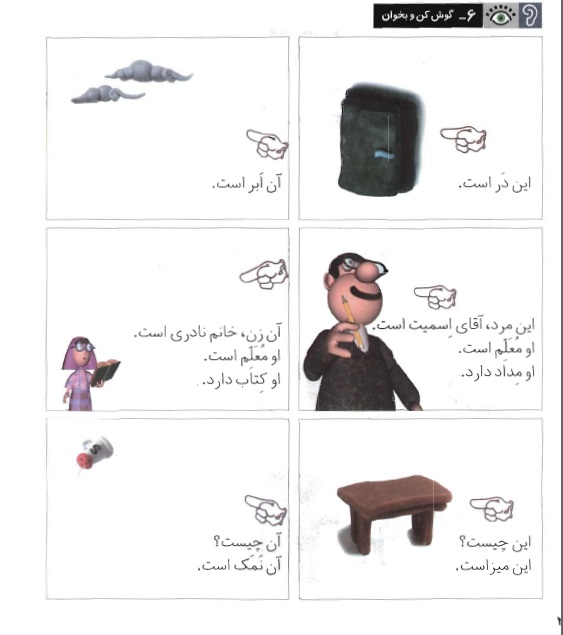 ۶ـ گوش کن و بخوان
این دَر است.
آن اَبر است.
این مرد، آقای اِسمیت است.
او مُعَلِّم است.
او مِداد دارد.
آن زن، خانم نادری است.
او مُعَلِّم است.
او کِتاب دارد.
این چیست؟
این میز است.
S
آن چیست؟
آن نَمَک است.
۲